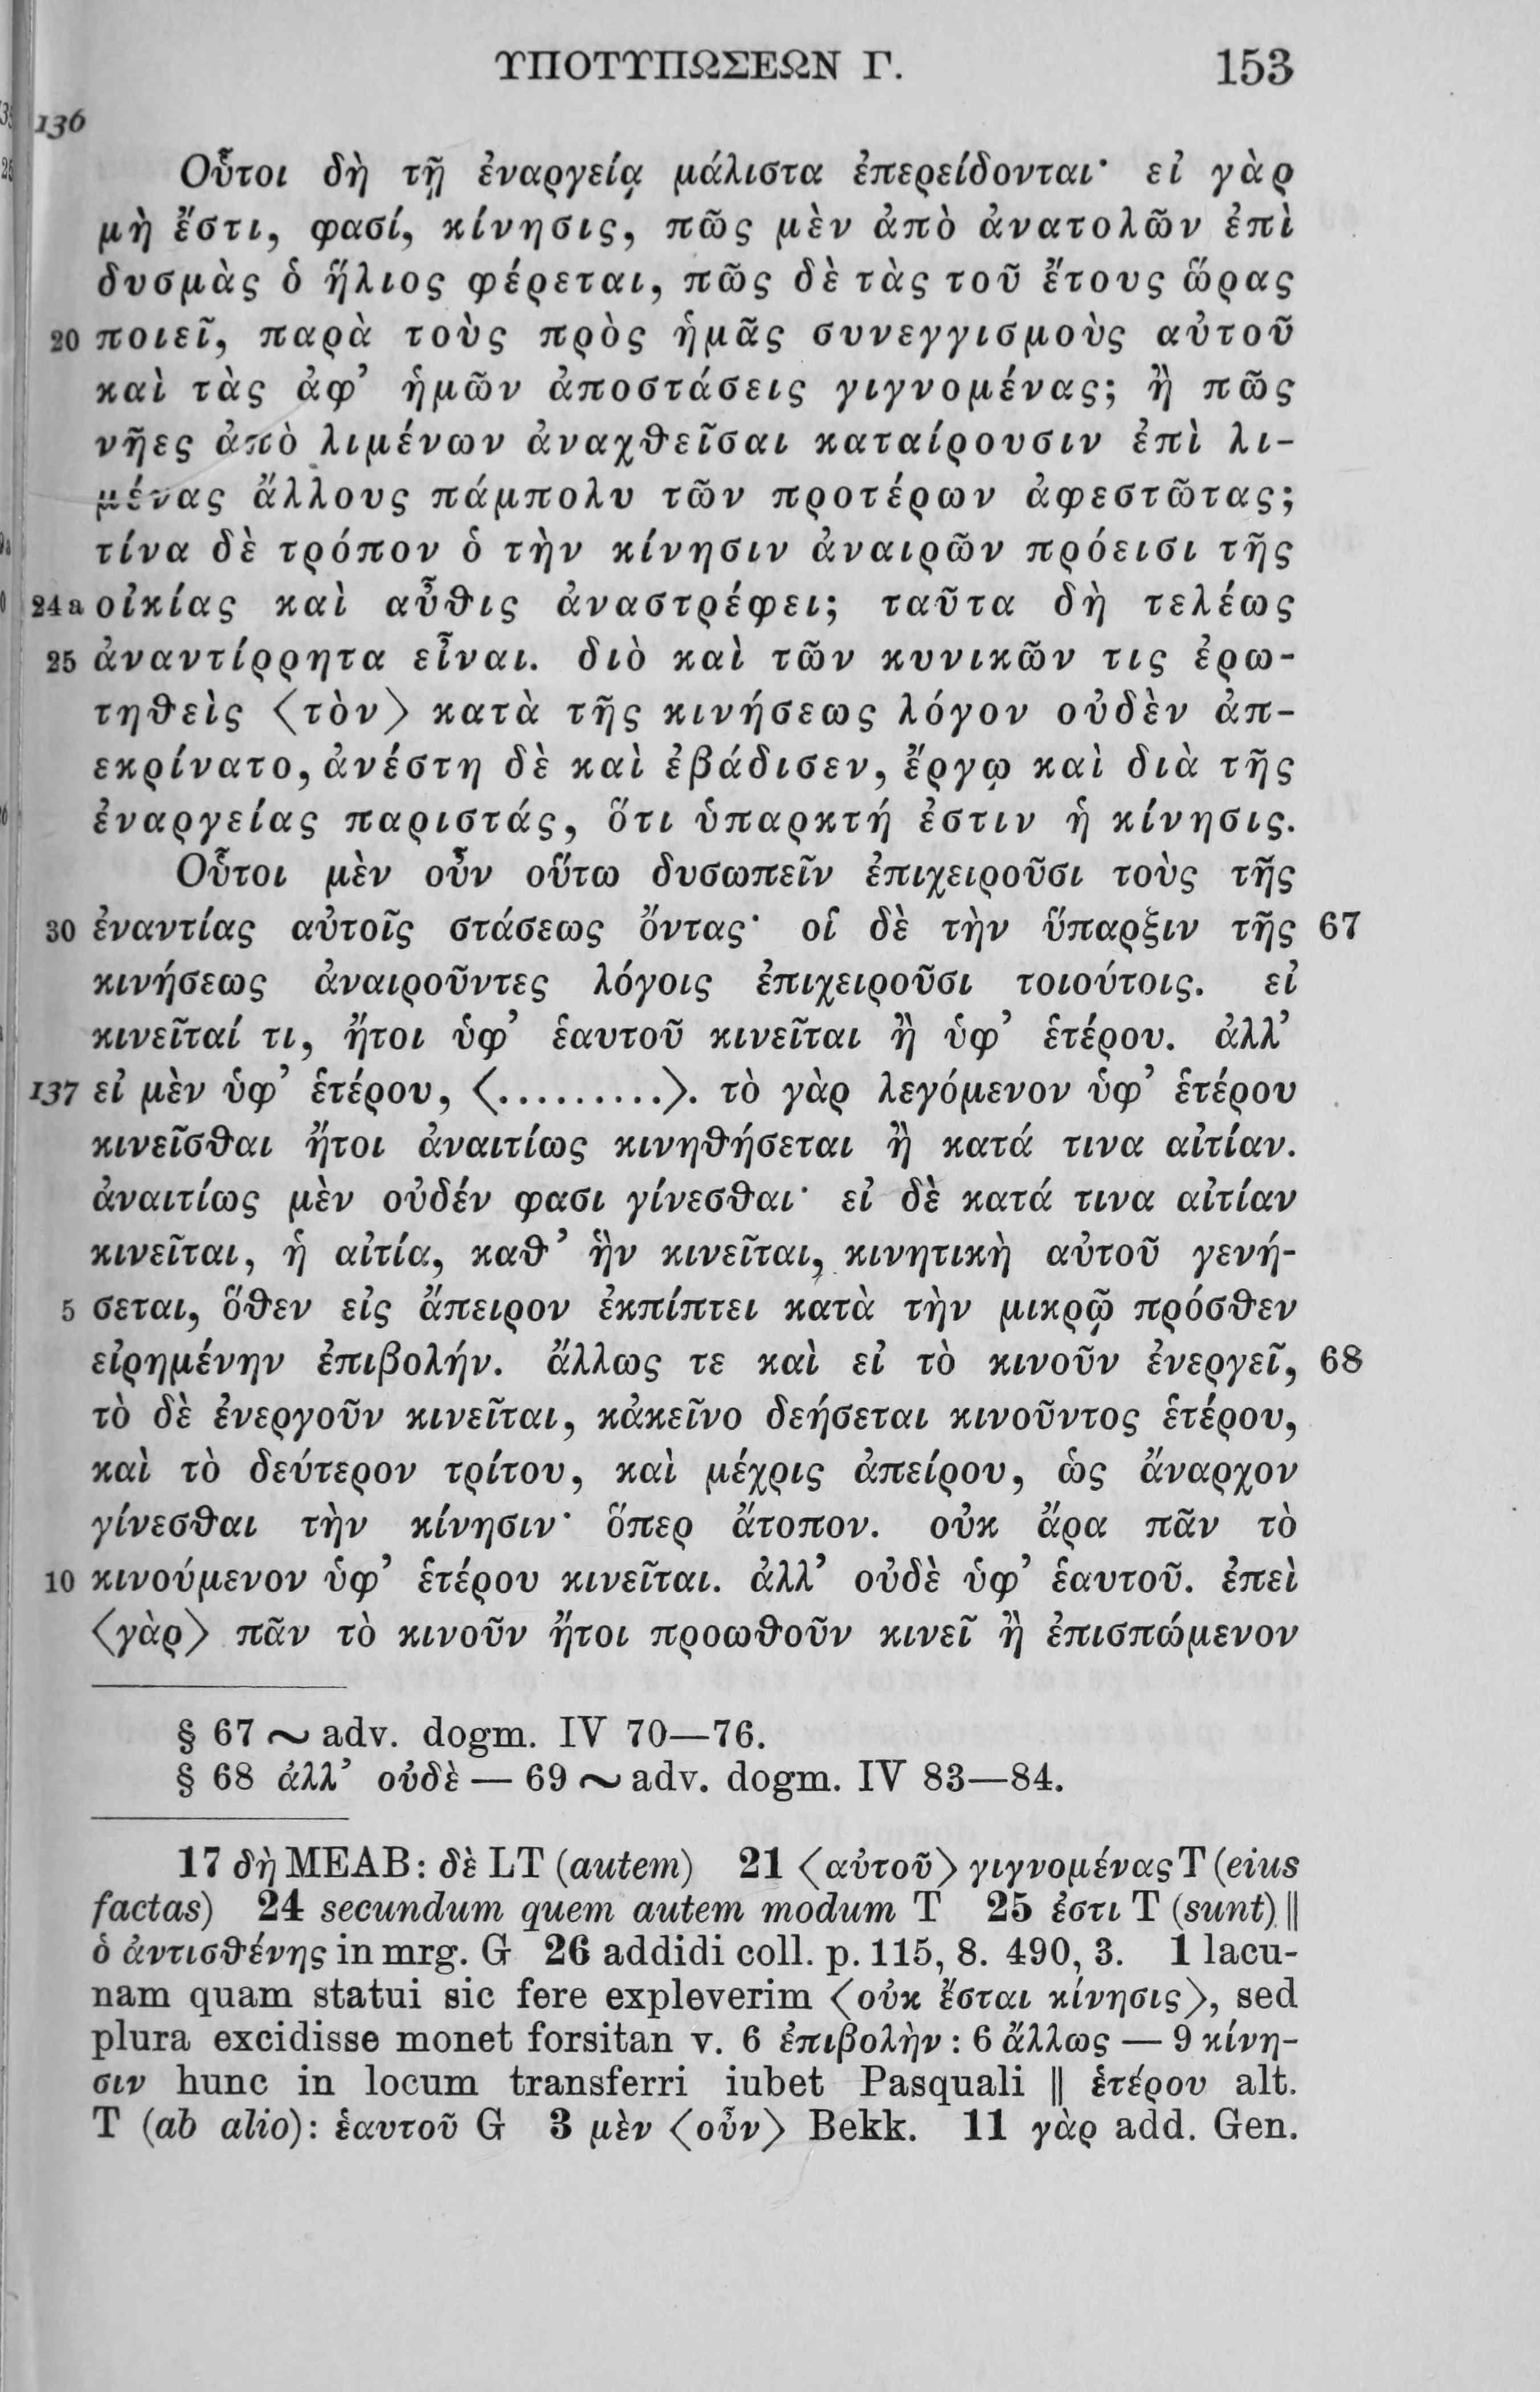 ΥΠΟΤΥΠΩΣΕΩΝ Γ. 153
136
Οὗτοι δὴ τῇ ἐναργείᾳ μάλιστα ἐπερείδονται· εἰ γὰρ
μὴ ἔστι, φασί, κίνησις, πῶς μὲν ἀπὸ ἀνατολῶν ἐπὶ
δυσμὰς ὁ ἥλιος φέρεται, πῶς δὲ τὰς τοῦ ἔτους ὥρας
20 ποιεῖ, παρὰ τοὺς πρὸς ἡμᾶς συνεγγισμοὺς αὐτοῦ
καὶ τὰς ἀφ’ ἡμῶν ἀποστάσεις γιγνομένας; ἢ πῶς
νῆες ἀπὸ λιμένων ἀναχθεῖσαι καταίρουσιν ἐπὶ λι-
μένας ἄλλους πάμπολυ τῶν προτέρων ἀφεστῶτας;
τίνα δὲ τρόπον ὁ τὴν κίνησιν ἀναιρῶν πρόεισι τῆς
24a οἰκίας καὶ αὖθις ἀναστρέφει; ταῦτα δὴ τελέως
25 ἀναντίρρητα εἶναι. διὸ καὶ τῶν κυνικῶν τις ἐρω-
τηθεὶς ⟨τὸν⟩ κατὰ τῆς κινήσεως λόγον οὐδὲν ἀπ-
εκρίνατο, ἀνέστη δὲ καὶ ἐβάδισεν, ἔργῳ καὶ διὰ τῆς
ἐναργείας παριστάς, ὅτι ὑπαρκτή ἐστιν ἡ κίνησις.
Οὗτοι μὲν οὖν οὕτω δυσωπεῖν ἐπιχειροῦσι τοὺς τῆς
30 ἐναντίας αὐτοῖς στάσεως ὄντας· οἱ δὲ τὴν ὕπαρξιν τῆς 67
κινήσεως ἀναιροῦντες λόγοις ἐπιχειροῦσι τοιούτοις. εἰ
κινεῖταί τι, ἤτοι ὑφ’ ἑαυτοῦ κινεῖται ἢ ὑφ’ ἑτέρου. ἀλλ’
137 εἰ μὲν ὑφ’ ἑτέρου, ⟨.........⟩. τὸ γὰρ λεγόμενον ὑφ’ ἑτέρου
κινεῖσθαι ἤτοι ἀναιτίως κινηθήσεται ἢ κατά τινα αἰτίαν.
ἀναιτίως μὲν οὐδέν φασι γίνεσθαι· εἰ δὲ κατά τινα αἰτίαν
κινεῖται, ἡ αἰτία, καθ’ ἣν κινεῖται, κινητικὴ αὐτοῦ γενή-
5 σεται, ὅθεν εἰς ἄπειρον ἐκπίπτει κατὰ τὴν μικρῷ πρόσθεν
εἰρημένην ἐπιβολήν. ἄλλως τε καὶ εἰ τὸ κινοῦν ἐνεργεῖ, 68
τὸ δὲ ἐνεργοῦν κινεῖται, κἀκεῖνο δεήσεται κινοῦντος ἑτέρου,
καὶ τὸ δεύτερον τρίτου, καὶ μέχρις ἀπείρου, ὡς ἄναρχον
γίνεσθαι τὴν κίνησιν· ὅπερ ἄτοπον. οὐκ ἄρα πᾶν τὸ
10 κινούμενον ὑφ’ ἑτέρου κινεῖται. ἀλλ’ οὐδὲ ὑφ’ ἑαυτοῦ. ἐπεὶ
⟨γὰρ⟩ πᾶν τὸ κινοῦν ἤτοι προωθοῦν κινεῖ ἢ ἐπισπώμενον
§ 67 ~ adv. dogm. IV 70—76.
§ 68 ἀλλ’ οὐδὲ — 69 ~ adv. dogm. IV 83—84.
17 δὴ MEAB: δὲ LT (autem) 21 ⟨αὐτοῦ⟩ γιγνομένας T (eius
factas) 24 secundum quem autem modum T 25 ἐστι T (sunt) ||
ὁ ἀντισθένης in mrg. G 26 addidi coll. p. 115, 8. 490, 3. 1 lacu-
nam quam statui sic fere expleverim ⟨οὐκ ἔσται κίνησις⟩, sed
plura excidisse monet forsitan v. 6 ἐπιβολὴν : 6 ἄλλως — 9 κίνη-
σιν hunc in locum transferri iubet Pasquali || ἑτέρου alt.
T (ab alio): ἑαυτοῦ G 3 μὲν ⟨οὖν⟩ Bekk. 11 γὰρ add. Gen.